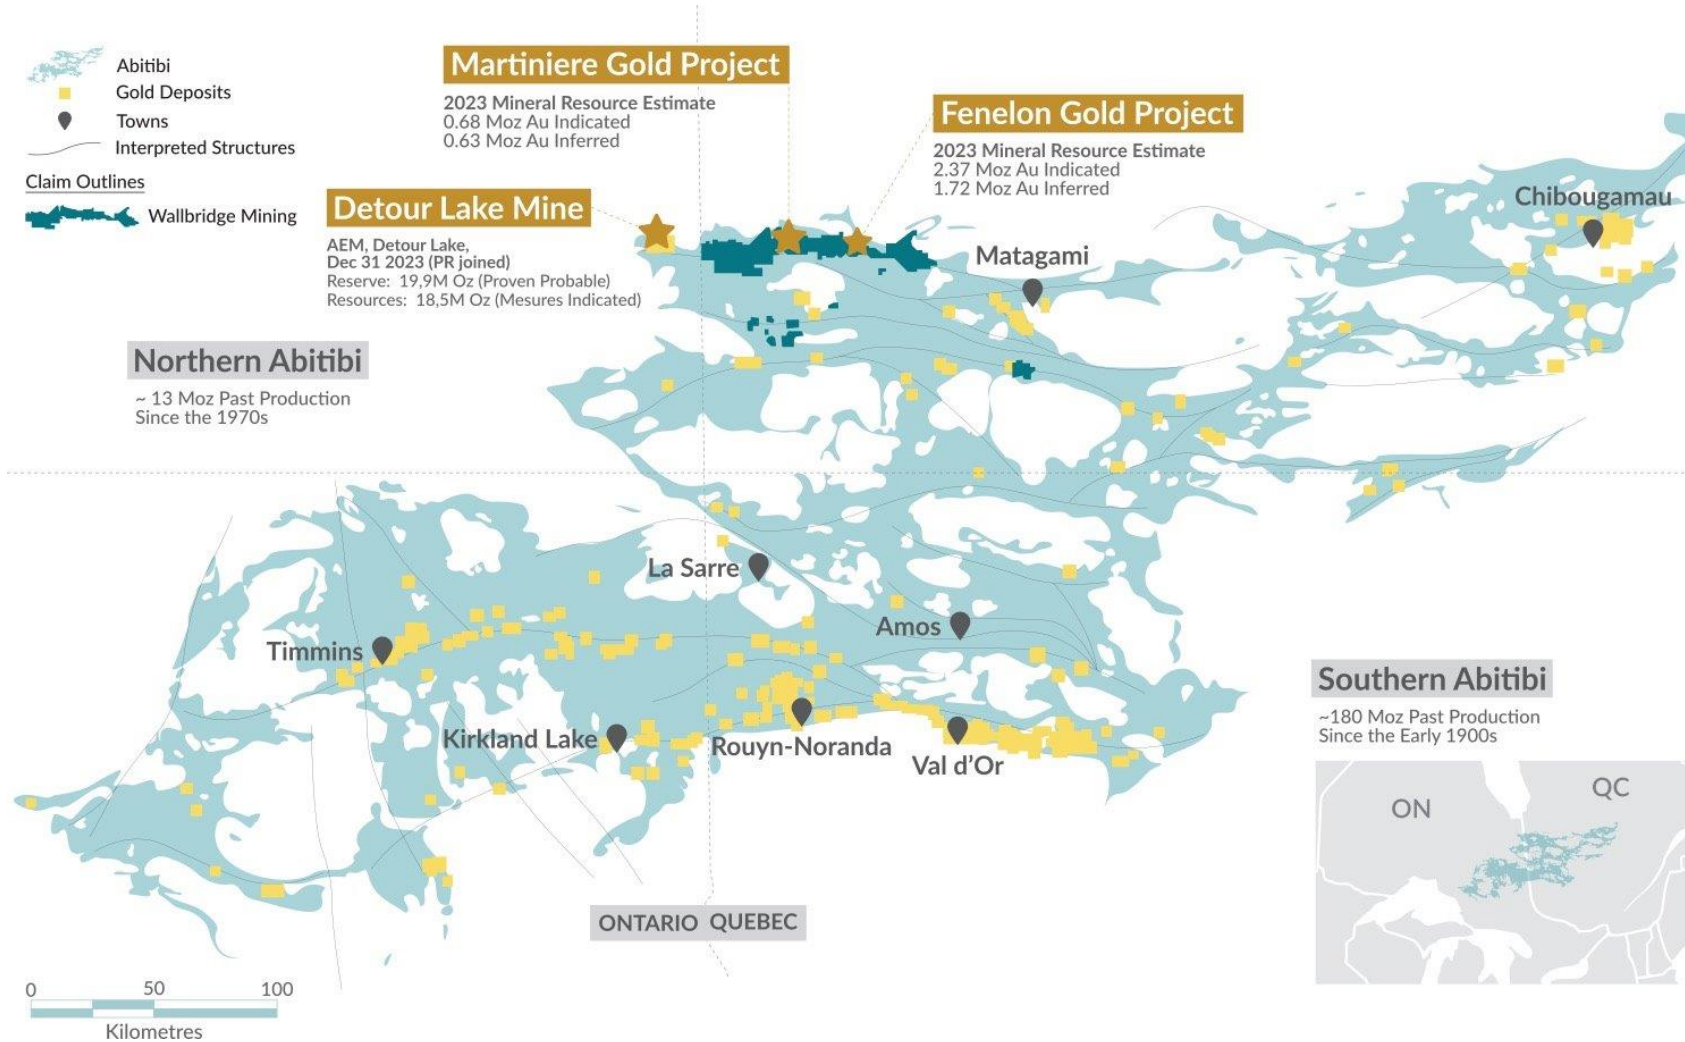 Abitibi
Gold Deposits
Towns
Interpreted Structures
Claim Outlines
Wallbridge Mining
Martiniere Gold Project
2023 Mineral Resource Estimate
0.68 Moz Au Indicated
0.63 Moz Au Inferred
Fenelon Gold Project
2023 Mineral Resource Estimate
2.37 Moz Au Indicated
1.72 Moz Au Inferred
Detour Lake Mine
AEM, Detour Lake,
Dec 31 2023 (PR joined)
Reserve: 19,9M Oz (Proven Probable)
Resources: 18,5M Oz (Mesures Indicated)
Chibougamau
Matagami
Northern Abitibi
~ 13 Moz Past Production
Since the 1970s
La Sarre
Amos
Timmins
Kirkland Lake
Rouyn-Noranda
Val d'Or
Southern Abitibi
~180 Moz Past Production
Since the Early 1900s
ON
QC
ONTARIO QUEBEC
0 50 100
Kilometres